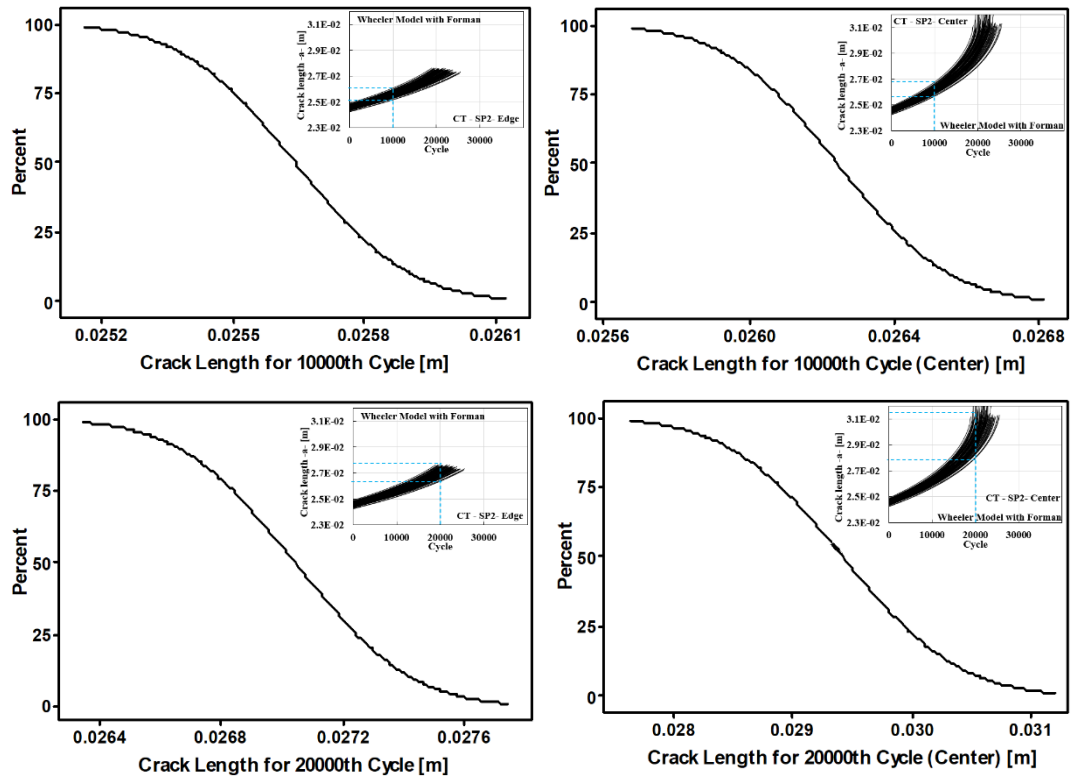 100
75
50
25
0
Percent
0.0252 0.0255 0.0258 0.0261
Crack Length for 10000th Cycle [m]
Wheeler Model with Forman
3.1E-02
2.9E-02
2.7E-02
2.5E-02
2.3E-02
Crack length -a- [m]
CT - SP2- Edge
0 10000 20000 30000
Cycle
100
75
50
25
0
Percent
0.0256 0.0260 0.0264 0.0268
Crack Length for 10000th Cycle (Center) [m]
CT - SP2- Center
3.1E-02
2.9E-02
2.7E-02
2.5E-02
2.3E-02
Crack length -a- [m]
Wheeler Model with Forman
0 10000 20000 30000
Cycle
100
75
50
25
0
Percent
0.0264 0.0268 0.0272 0.0276
Crack Length for 20000th Cycle [m]
Wheeler Model with Forman
3.1E-02
2.9E-02
2.7E-02
2.5E-02
2.3E-02
Crack length -a- [m]
CT - SP2- Edge
0 10000 20000 30000
Cycle
100
75
50
25
0
Percent
0.028 0.029 0.030 0.031
Crack Length for 20000th Cycle (Center) [m]
3.1E-02
2.9E-02
2.7E-02
2.5E-02
2.3E-02
Crack length -a- [m]
CT - SP2- Center
Wheeler Model with Forman
0 10000 20000 30000
Cycle